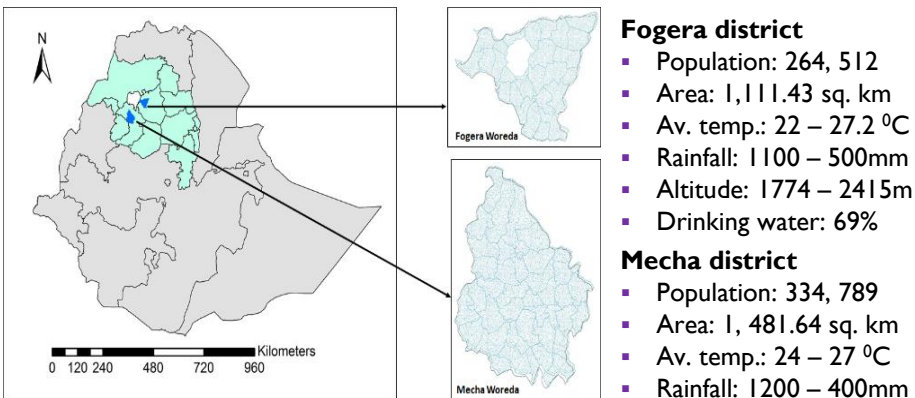 N
Kilometers
0 120 240 480 720 960
Fogera Woreda
Mecha Woreda
Fogera district
▪ Population: 264, 512
▪ Area: 1,111.43 sq. km
▪ Av. temp.: 22 – 27.2 ⁰C
▪ Rainfall: 1100 – 500mm
▪ Altitude: 1774 – 2415m
▪ Drinking water: 69%
Mecha district
▪ Population: 334, 789
▪ Area: 1, 481.64 sq. km
▪ Av. temp.: 24 – 27 ⁰C
▪ Rainfall: 1200 – 400mm